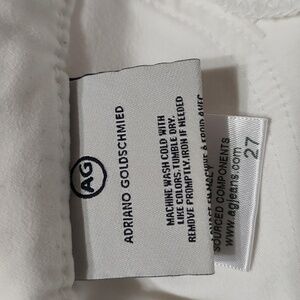 AG
ADRIANO GOLDSCHMIED
MACHINE WASH COLD WITH
LIKE COLORS.TUMBLE DRY.
REMOVE PROMPTLY.IRON IF NEEDED
SOURCED COMPONENTS
www.agjeans.com
27